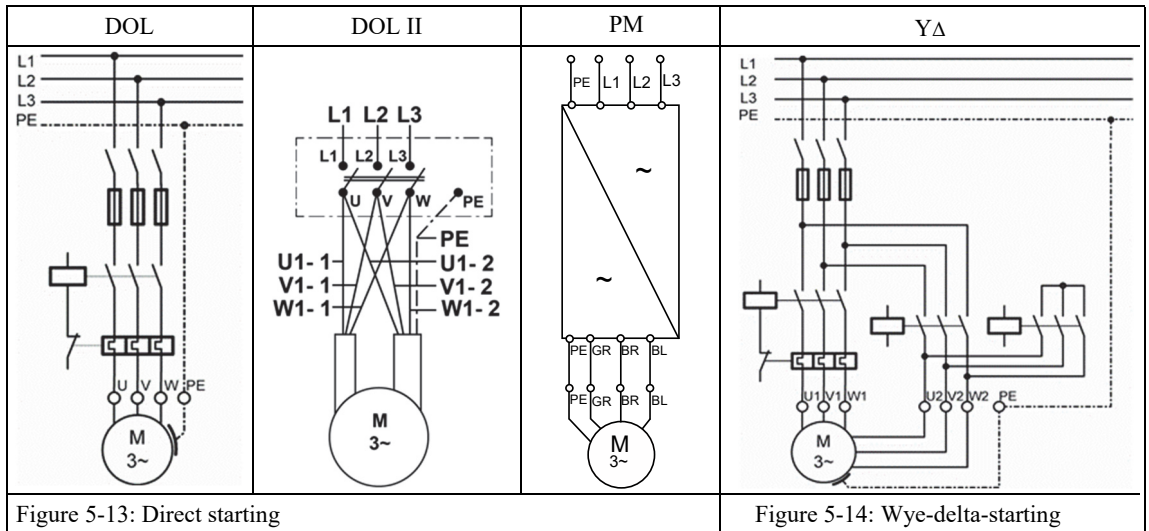 DOL
DOL II
PM
YΔ
L1
L2
L3
PE
U V W PE
M
3~
L1 L2 L3
L1 L2 L3
U V W PE
PE
U1- 1 U1- 2
V1- 1 V1- 2
W1- 1 W1- 2
M
3~
PE L1 L2 L3
~
~
PE GR BR BL
PE GR BR BL
M
3~
L1
L2
L3
PE
U1 V1 W1 U2 V2 W2 PE
M
3~
Figure 5-13: Direct starting
Figure 5-14: Wye-delta-starting